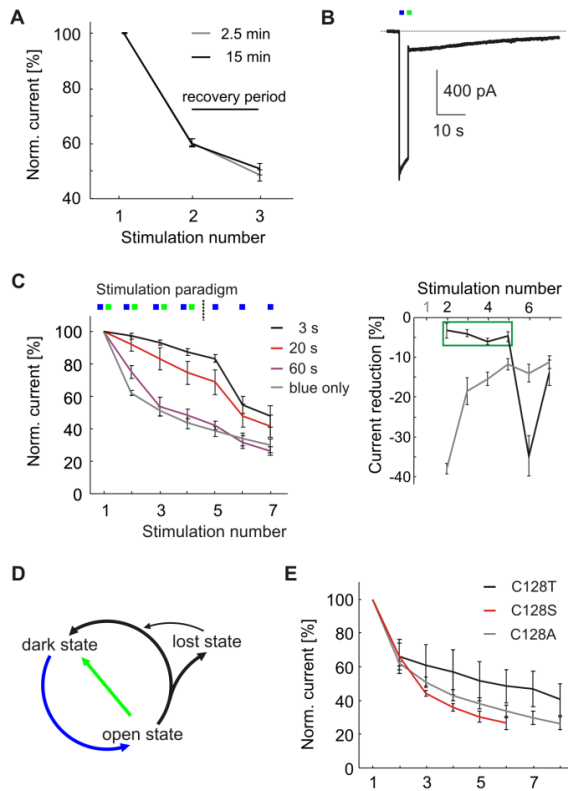 A
Norm. current [%]
100
80
60
40
2.5 min
15 min
recovery period
1
2
3
Stimulation number
B
400 pA
10 s
C
Stimulation paradigm
Norm. current [%]
100
80
60
40
20
0
3 s
20 s
60 s
blue only
1
3
5
7
Stimulation number
Stimulation number
1
2
4
6
Current reduction [%]
0
-10
-20
-30
-40
D
dark state
lost state
open state
E
Norm. current [%]
100
80
60
40
20
0
C128T
C128S
C128A
1
3
5
7